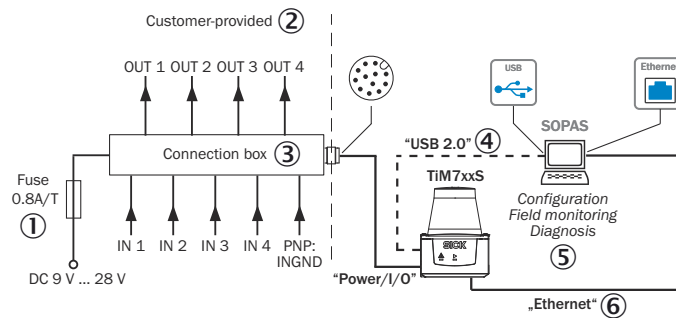 Customer-provided ②
OUT 1 OUT 2 OUT 3 OUT 4
Connection box ③
Fuse
0.8A/T
①
IN 1 IN 2 IN 3 IN 4 PNP:
INGND
DC 9 V ... 28 V
USB
Ethernet
SOPAS
"USB 2.0" ④
TiM7xxS
Configuration
Field monitoring
Diagnosis
⑤
SICK
"Power/I/O"
„Ethernet“ ⑥